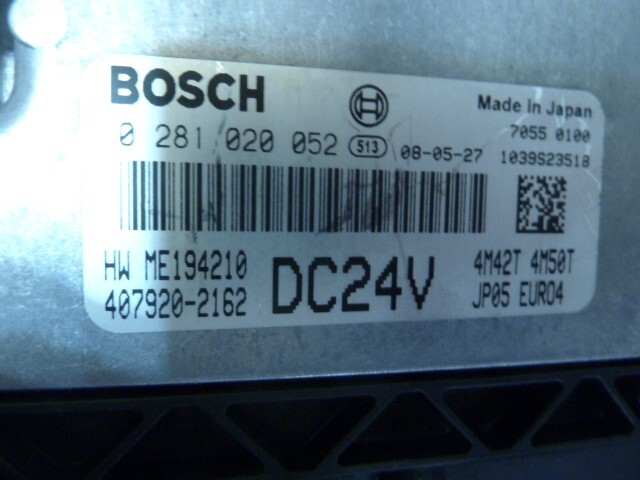 BOSCH
Made In Japan
7055 0100
0 281 020 052 513 08-05-27 1039S23518
HW ME194210
407920-2162
DC24V
4M42T 4M50T
JP05 EURO4